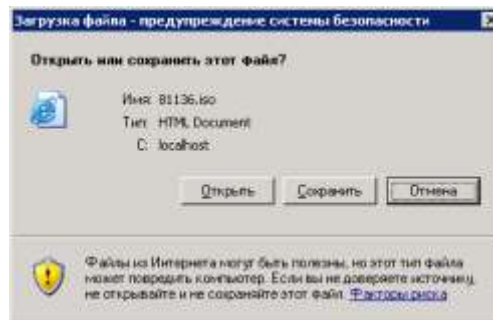 Загрузка файла - предупреждение системы безопасности
Открыть или сохранить этот файл?
Имя: 81136.iso
Тип: HTML Document
С: localhost
Открыть
Сохранить
Отмена
Файлы из Интернета могут быть полезны, но этот тип файла
может повредить компьютер. Если вы не доверяете источнику,
не открывайте и не сохраняйте этот файл. Факторы риска